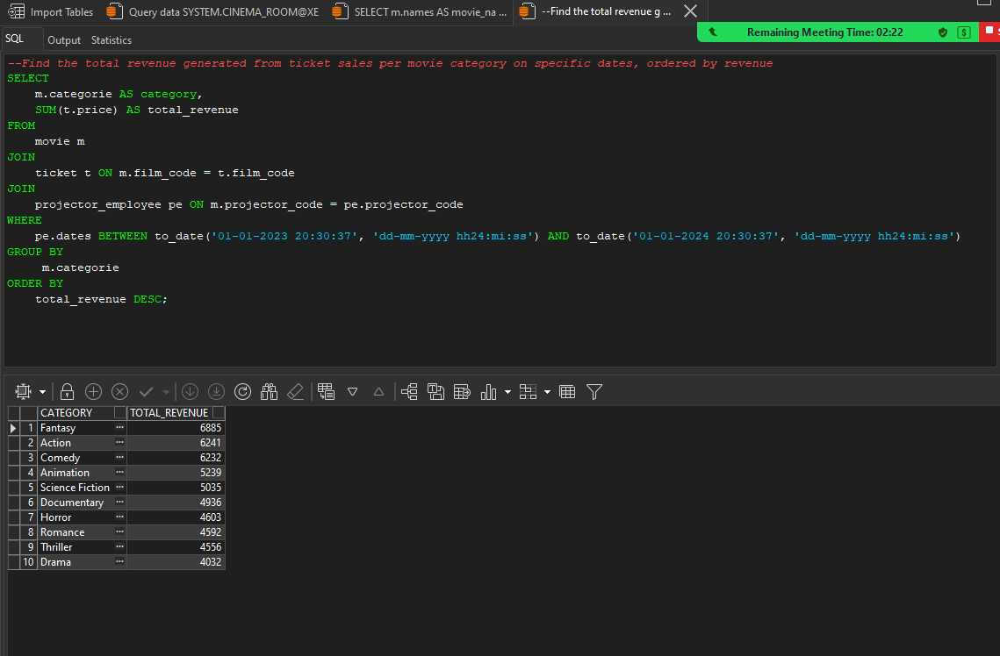 Import Tables
Query data SYSTEM.CINEMA_ROOM@XE
SELECT m.names AS movie_na ...
--Find the total revenue g ...
Remaining Meeting Time: 02:22
SQL
Output
Statistics
--Find the total revenue generated from ticket sales per movie category on specific dates, ordered by revenue
SELECT
m.categorie AS category,
SUM(t.price) AS total_revenue
FROM
movie m
JOIN
ticket t ON m.film_code = t.film_code
JOIN
projector_employee pe ON m.projector_code = pe.projector_code
WHERE
pe.dates BETWEEN to_date('01-01-2023 20:30:37', 'dd-mm-yyyy hh24:mi:ss') AND to_date('01-01-2024 20:30:37', 'dd-mm-yyyy hh24:mi:ss')
GROUP BY
m.categorie
ORDER BY
total_revenue DESC;
CATEGORY TOTAL_REVENUE
1 Fantasy ... 6885
2 Action ... 6241
3 Comedy ... 6232
4 Animation ... 5239
5 Science Fiction ... 5035
6 Documentary ... 4936
7 Horror ... 4603
8 Romance ... 4592
9 Thriller ... 4556
10 Drama ... 4032